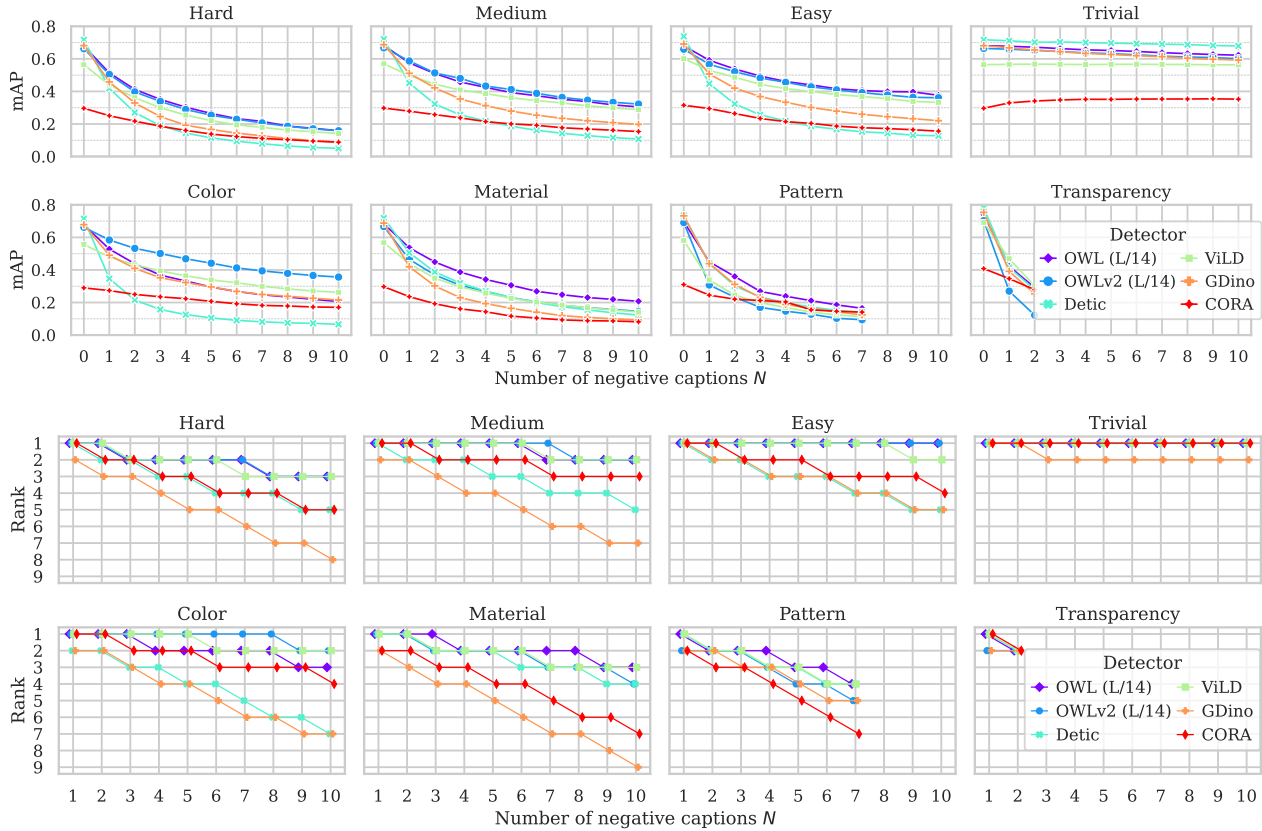 Hard Medium Easy Trivial
0.8
0.6
0.4
0.2
0.0
mAP
Color Material Pattern Transparency
0.8
0.6
0.4
0.2
0.0
mAP
Detector
OWL (L/14) ViLD
OWLv2 (L/14) GDino
Detic CORA
0 1 2 3 4 5 6 7 8 9 10 0 1 2 3 4 5 6 7 8 9 10 0 1 2 3 4 5 6 7 8 9 10 0 1 2 3 4 5 6 7 8 9 10
Number of negative captions N
Hard Medium Easy Trivial
1
2
3
4
5
6
7
8
9
Rank
Color Material Pattern Transparency
1
2
3
4
5
6
7
8
9
Rank
Detector
OWL (L/14) ViLD
OWLv2 (L/14) GDino
Detic CORA
1 2 3 4 5 6 7 8 9 10 1 2 3 4 5 6 7 8 9 10 1 2 3 4 5 6 7 8 9 10 1 2 3 4 5 6 7 8 9 10
Number of negative captions N